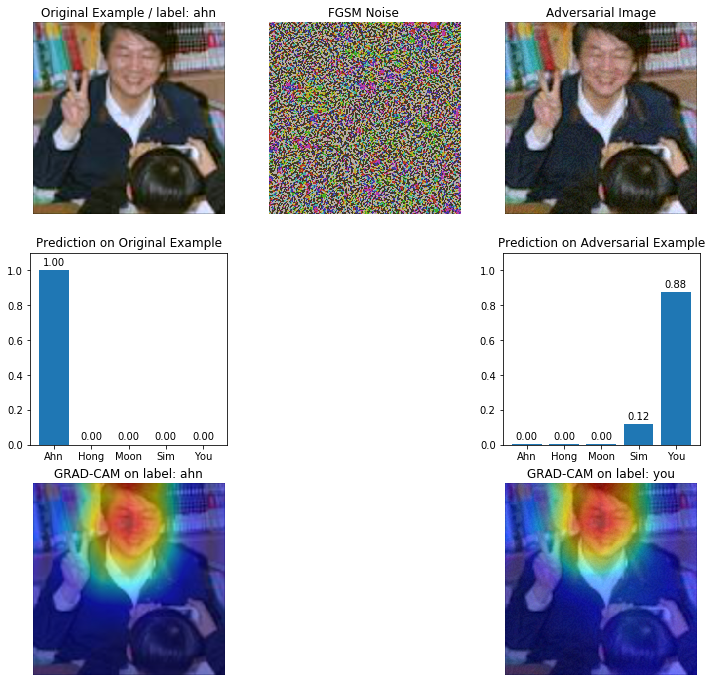 Original Example / label: ahn
FGSM Noise
Adversarial Image
Prediction on Original Example
1.0
0.8
0.6
0.4
0.2
0.0
1.00
0.00
0.00
0.00
0.00
Ahn Hong Moon Sim You
Prediction on Adversarial Example
1.0
0.8
0.6
0.4
0.2
0.0
0.00
0.00
0.00
0.12
0.88
Ahn Hong Moon Sim You
GRAD-CAM on label: ahn
GRAD-CAM on label: you